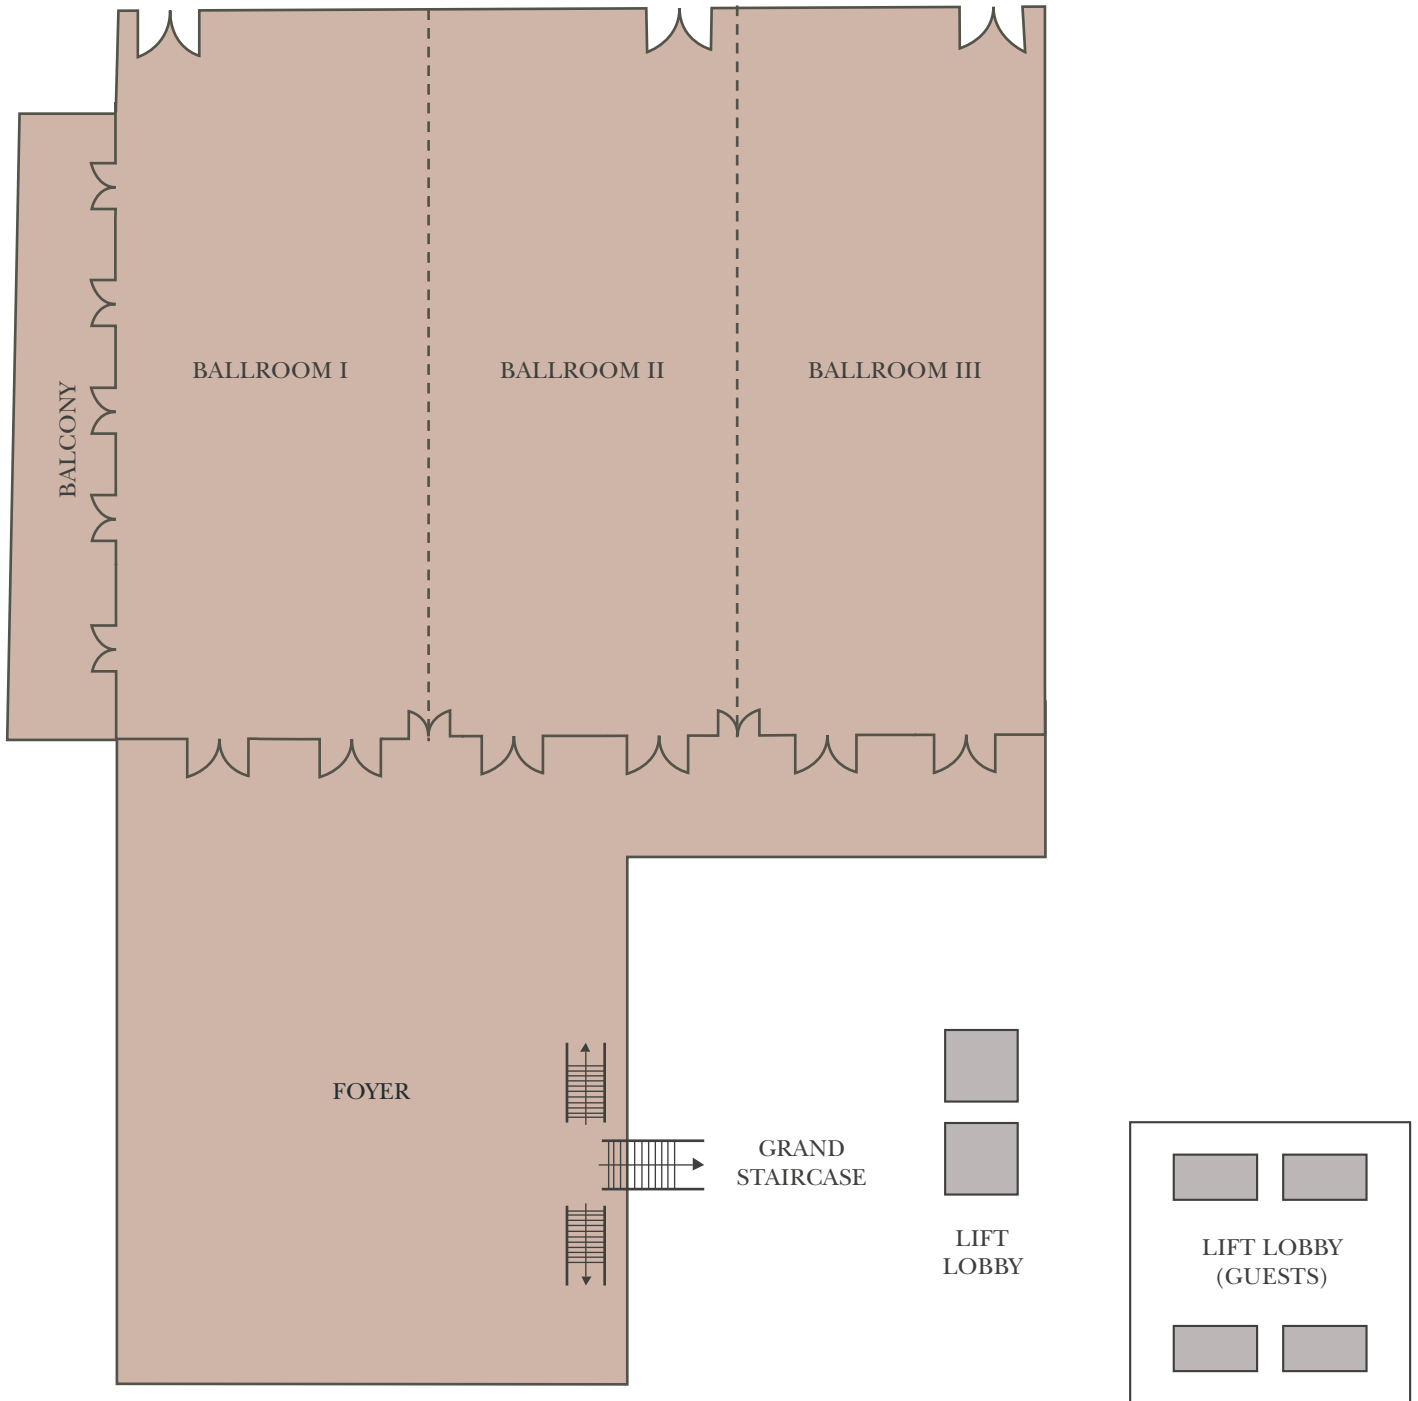 BALLROOM I
BALLROOM II
BALLROOM III
BALCONY
FOYER
GRAND
STAIRCASE
LIFT
LOBBY
LIFT LOBBY
(GUESTS)